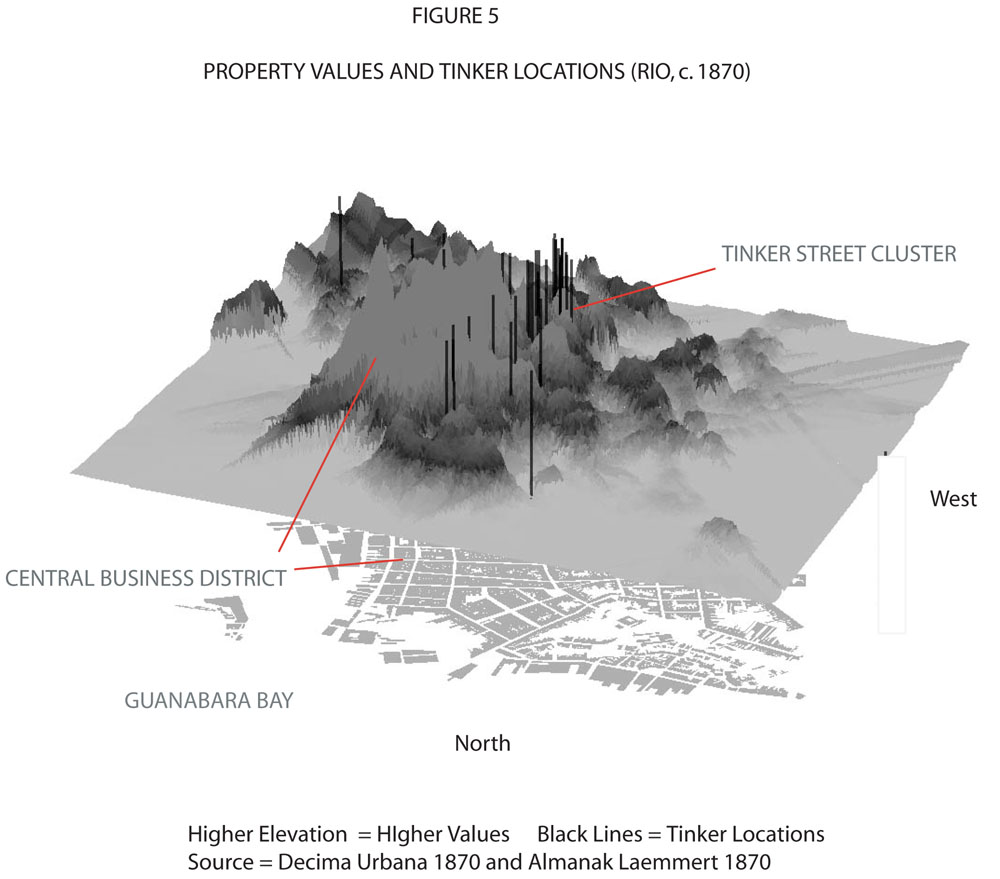 FIGURE 5
PROPERTY VALUES AND TINKER LOCATIONS (RIO, c. 1870)
TINKER STREET CLUSTER
West
CENTRAL BUSINESS DISTRICT
GUANABARA BAY
North
Higher Elevation = HIgher Values Black Lines = Tinker Locations
Source = Decima Urbana 1870 and Almanak Laemmert 1870